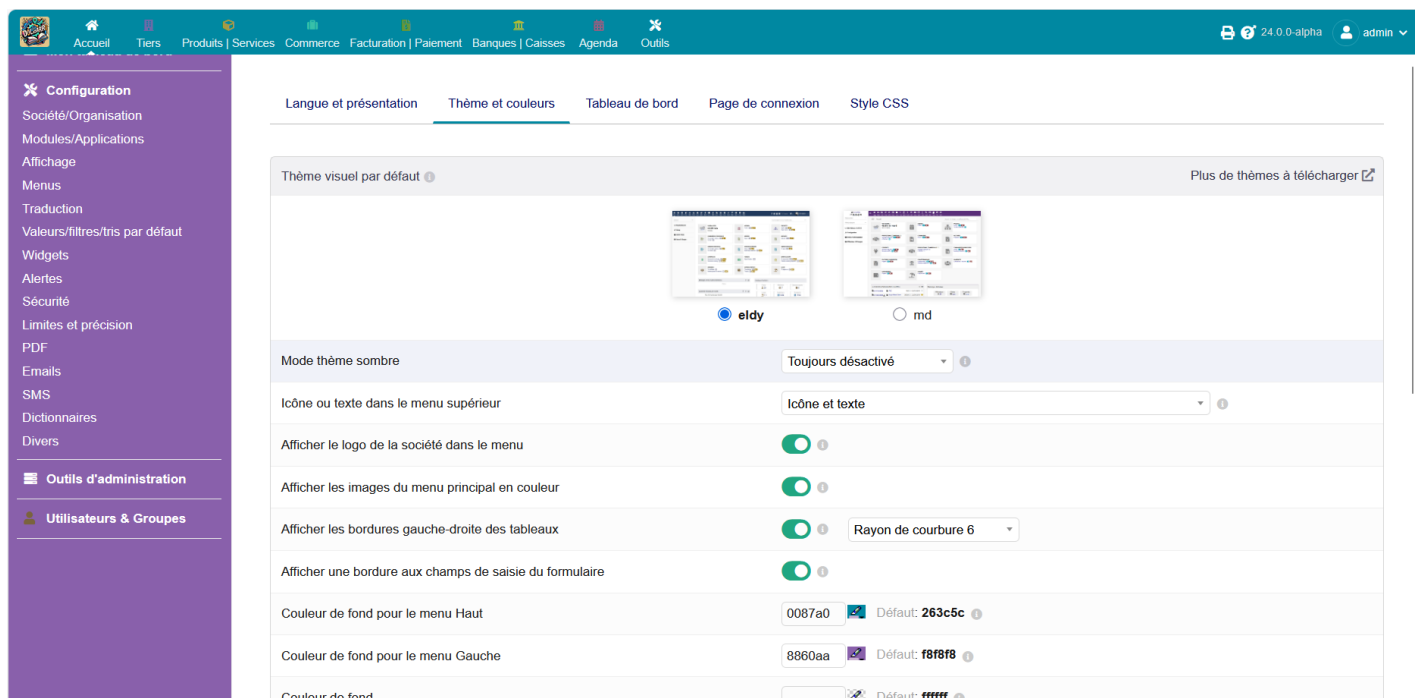 Accueil
Tiers
Produits | Services
Commerce
Facturation | Paiement
Banques | Caisses
Agenda
Outils
24.0.0-alpha
admin
Configuration
Société/Organisation
Modules/Applications
Affichage
Menus
Traduction
Valeurs/filtres/tris par défaut
Widgets
Alertes
Sécurité
Limites et précision
PDF
Emails
SMS
Dictionnaires
Divers
Outils d'administration
Utilisateurs & Groupes
Langue et présentation
Thème et couleurs
Tableau de bord
Page de connexion
Style CSS
Thème visuel par défaut
Plus de thèmes à télécharger
eldy
md
Mode thème sombre
Toujours désactivé
Icône ou texte dans le menu supérieur
Icône et texte
Afficher le logo de la société dans le menu
Afficher les images du menu principal en couleur
Afficher les bordures gauche-droite des tableaux
Rayon de courbure 6
Afficher une bordure aux champs de saisie du formulaire
Couleur de fond pour le menu Haut
0087a0
Défaut: 263c5c
Couleur de fond pour le menu Gauche
8860aa
Défaut: f8f8f8
Couleur de fond
Défaut: ffffff